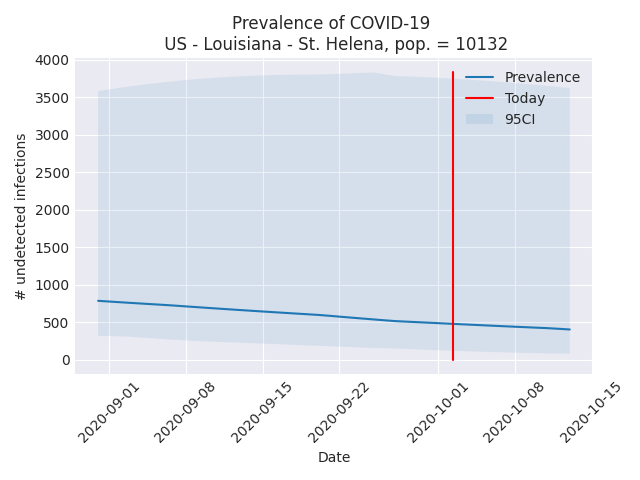 Prevalence of COVID-19
US - Louisiana - St. Helena, pop. = 10132
4000
3500
3000
2500
2000
1500
1000
500
0
# undetected infections
Prevalence
Today
95CI
2020-09-01
2020-09-08
2020-09-15
2020-09-22
2020-10-01
2020-10-08
2020-10-15
Date